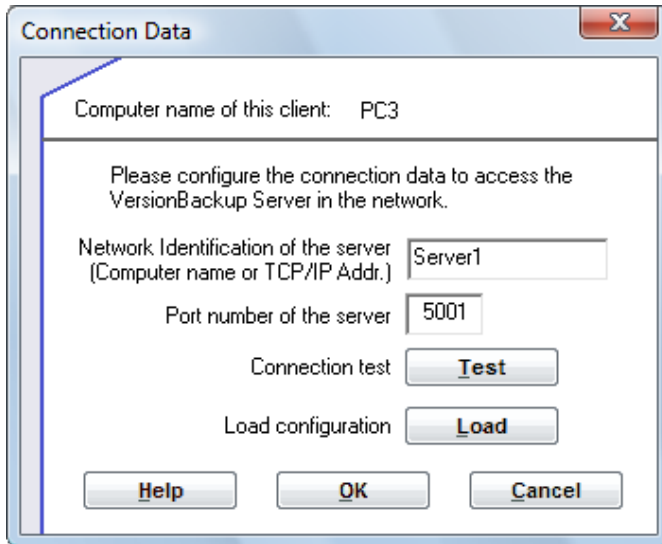 Connection Data
Computer name of this client: PC3
Please configure the connection data to access the
VersionBackup Server in the network.
Network Identification of the server
(Computer name or TCP/IP Addr.) Server1
Port number of the server 5001
Connection test Test
Load configuration Load
Help OK Cancel